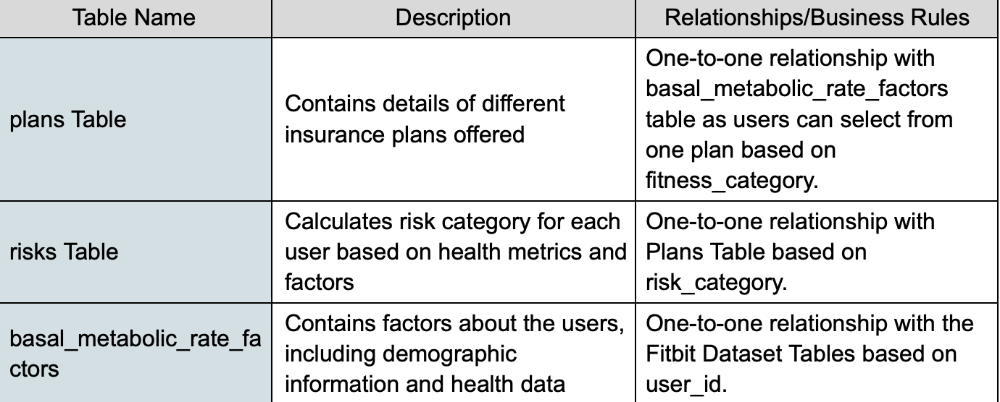 Table Name
Description
Relationships/Business Rules
plans Table
Contains details of different
insurance plans offered
One-to-one relationship with
basal_metabolic_rate_factors
table as users can select from
one plan based on
fitness_category.
risks Table
Calculates risk category for each
user based on health metrics and
factors
One-to-one relationship with
Plans Table based on
risk_category.
basal_metabolic_rate_fa
ctors
Contains factors about the users,
including demographic
information and health data
One-to-one relationship with the
Fitbit Dataset Tables based on
user_id.